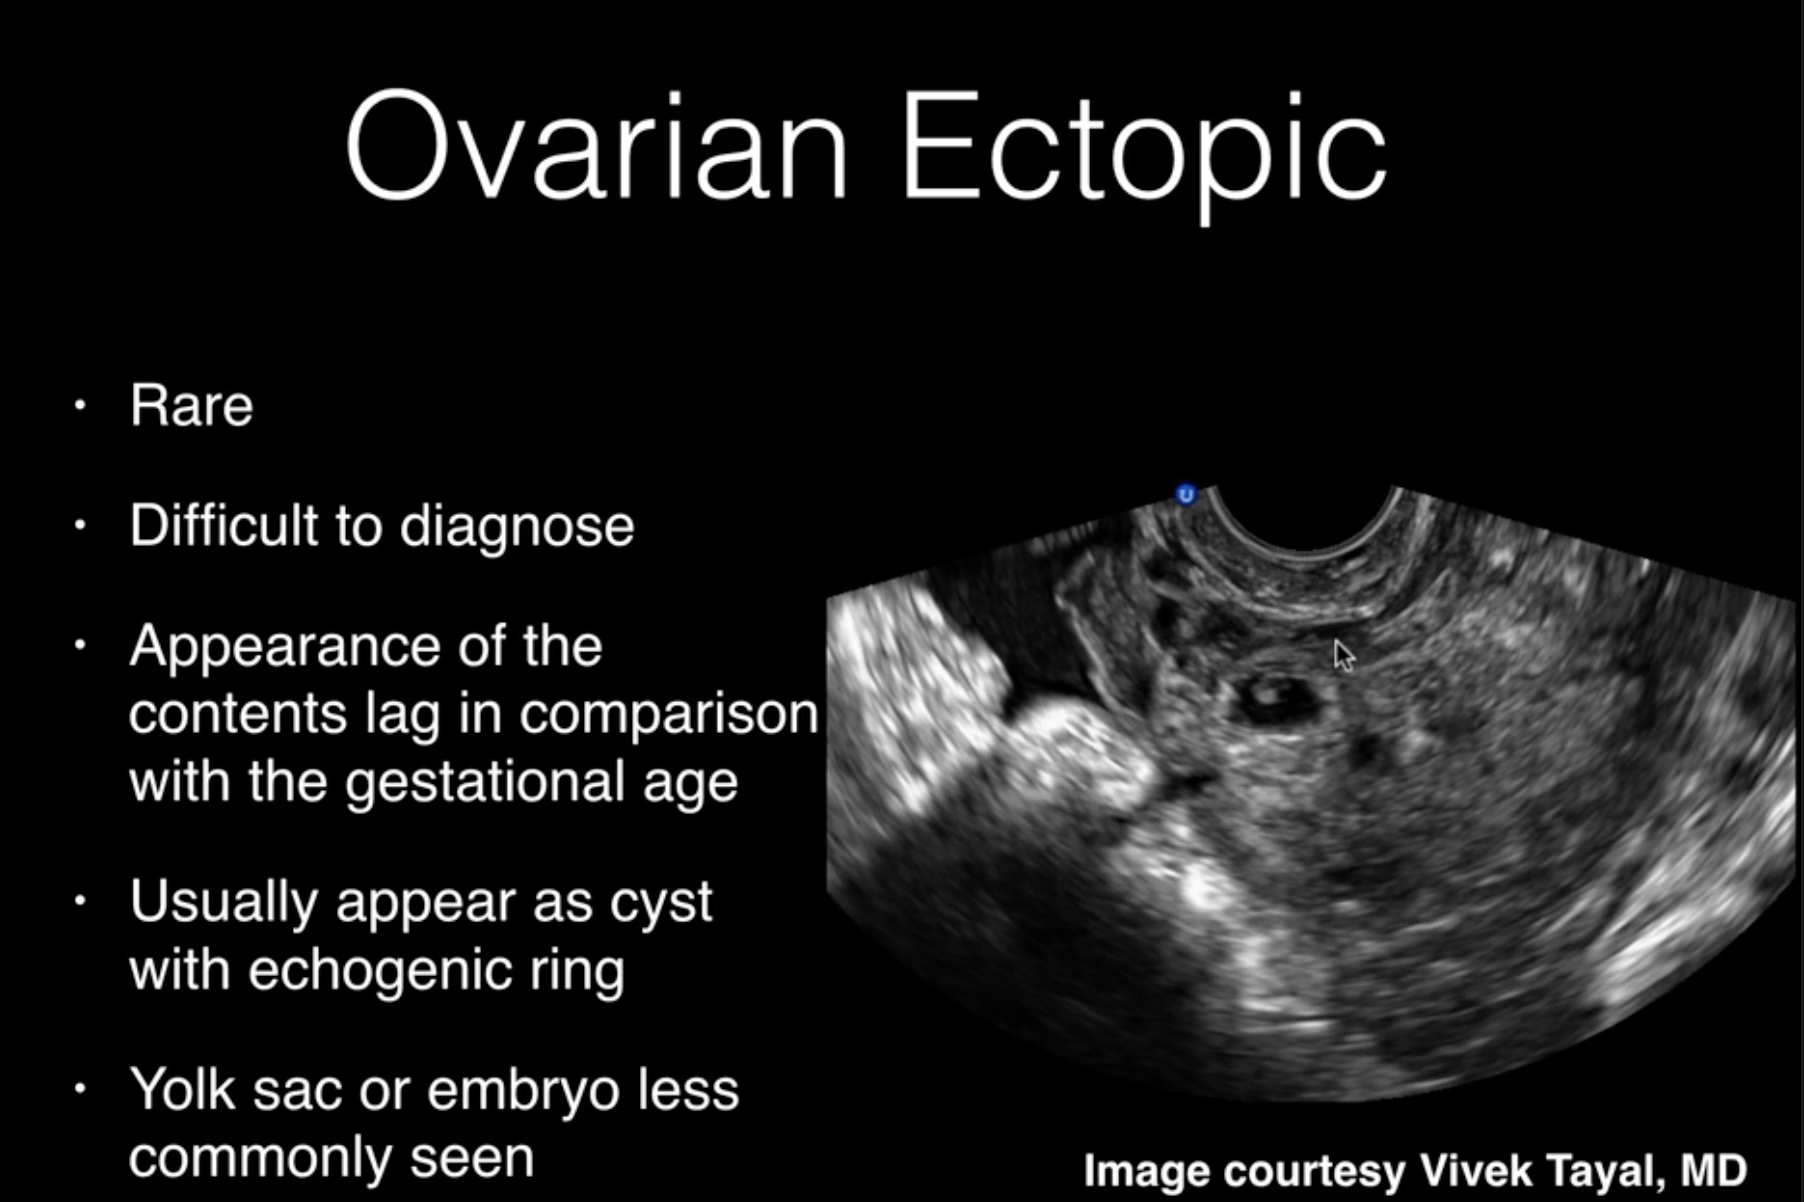 Ovarian Ectopic
• Rare
• Difficult to diagnose
• Appearance of the
contents lag in comparison
with the gestational age
• Usually appear as cyst
with echogenic ring
• Yolk sac or embryo less
commonly seen
U
Image courtesy Vivek Tayal, MD